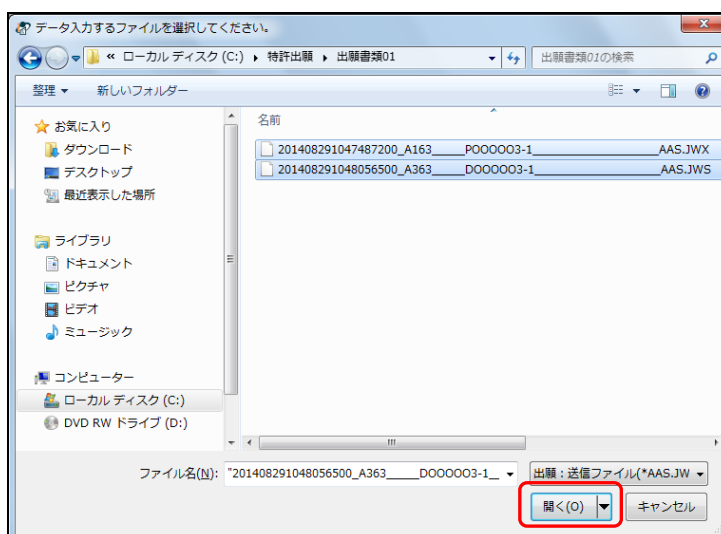 データ入力するファイルを選択してください。
« ローカル ディスク (C:) ▸ 特許出願 ▸ 出願書類01
出願書類01の検索
整理 ▼ 新しいフォルダー
お気に入り
ダウンロード
デスクトップ
最近表示した場所
ライブラリ
ドキュメント
ピクチャ
ビデオ
ミュージック
コンピューター
ローカル ディスク (C:)
DVD RW ドライブ (D:)
名前
201408291047487200_A163_____POOOOO3-1______________AAS.JWX
201408291048056500_A363_____DOOOOO3-1______________AAS.JWS
ファイル名(N): "201408291048056500_A363_____DOOOOO3-1__
出願：送信ファイル(*AAS.JW
開く(O)
キャンセル